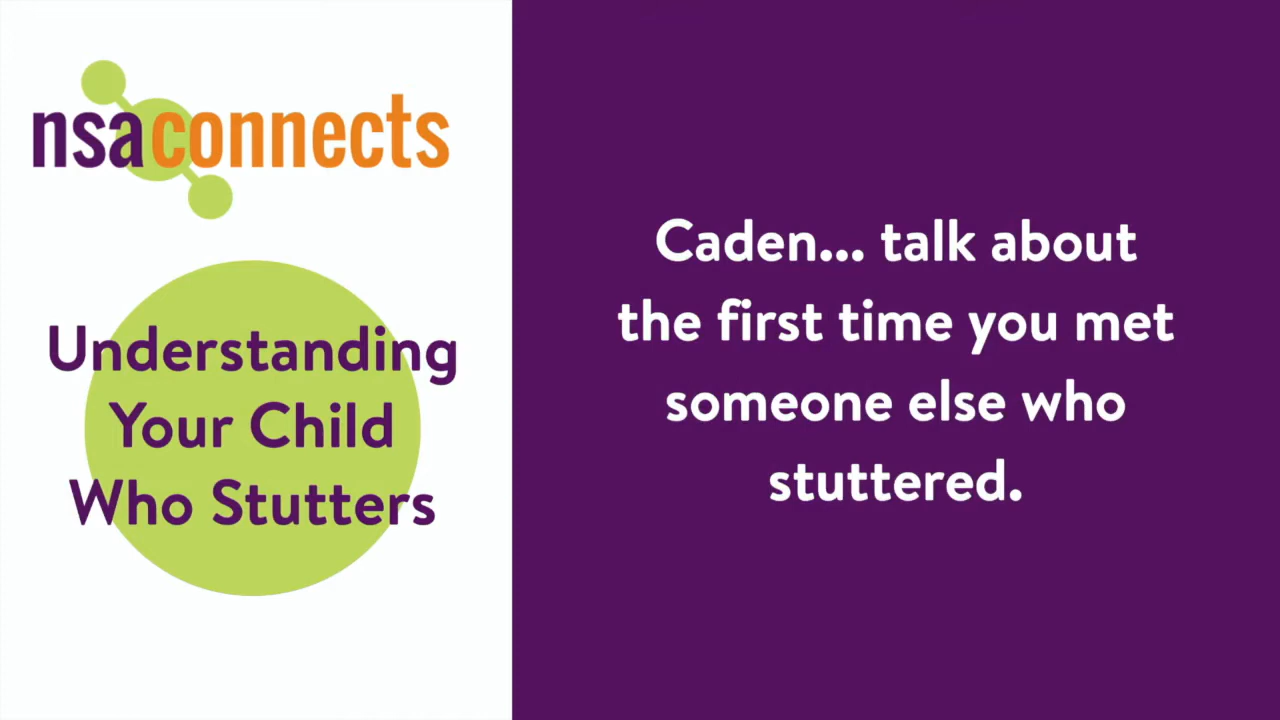 nsaconnects
Understanding
Your Child
Who Stutters
Caden... talk about
the first time you met
someone else who
stuttered.